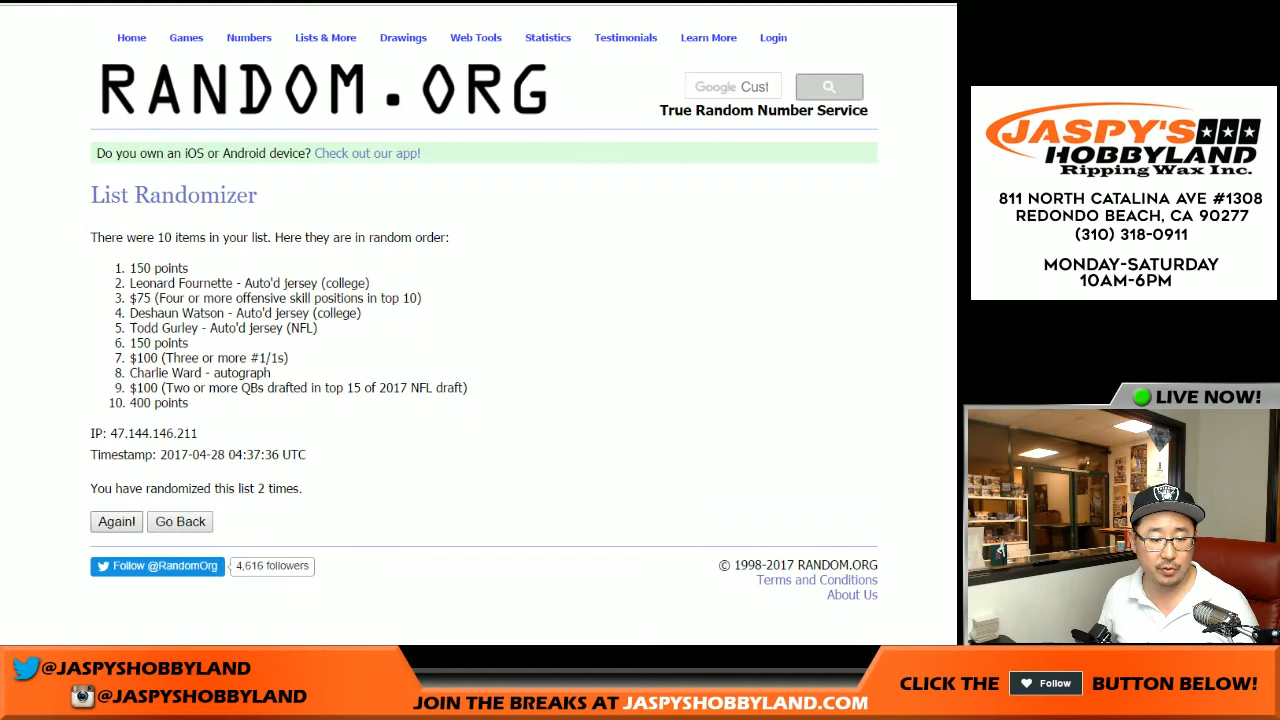 Home Games Numbers Lists & More Drawings Web Tools Statistics Testimonials Learn More Login
RANDOM.ORG
Google Cust
True Random Number Service
Do you own an iOS or Android device? Check out our app!
List Randomizer
There were 10 items in your list. Here they are in random order:
1. 150 points
2. Leonard Fournette - Auto'd jersey (college)
3. $75 (Four or more offensive skill positions in top 10)
4. Deshaun Watson - Auto'd jersey (college)
5. Todd Gurley - Auto'd jersey (NFL)
6. 150 points
7. $100 (Three or more #1/1s)
8. Charlie Ward - autograph
9. $100 (Two or more QBs drafted in top 15 of 2017 NFL draft)
10. 400 points
IP: 47.144.146.211
Timestamp: 2017-04-28 04:37:36 UTC
You have randomized this list 2 times.
Again! Go Back
Follow @RandomOrg 4,616 followers
© 1998-2017 RANDOM.ORG
Terms and Conditions
About Us
JASPY'S
HOBBYLAND
Ripping Wax Inc.
811 NORTH CATALINA AVE #1308
REDONDO BEACH, CA 90277
(310) 318-0911
MONDAY-SATURDAY
10AM-6PM
LIVE NOW!
@JASPYSHOBBYLAND
@JASPYSHOBBYLAND
JOIN THE BREAKS AT JASPYSHOBBYLAND.COM
CLICK THE Follow BUTTON BELOW!